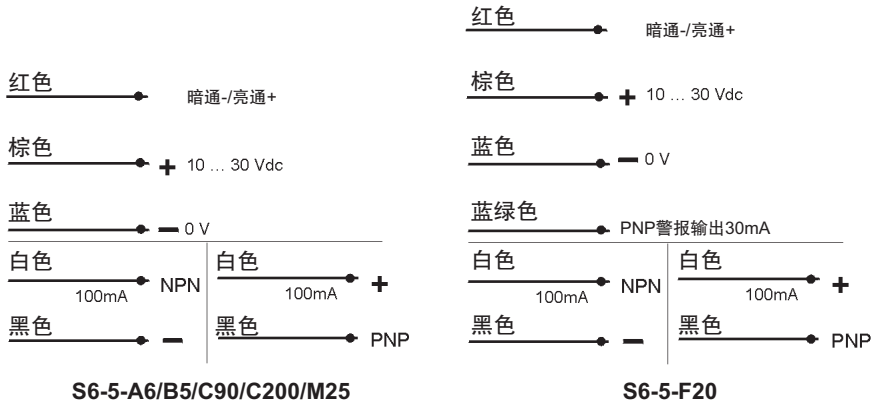 红色
暗通-/亮通+
棕色
+ 10 ... 30 Vdc
蓝色
- 0 V
白色
100mA
NPN
黑色
-
白色
100mA
+
黑色
PNP
S6-5-A6/B5/C90/C200/M25
红色
暗通-/亮通+
棕色
+ 10 ... 30 Vdc
蓝色
- 0 V
蓝绿色
PNP警报输出30mA
白色
100mA
NPN
黑色
-
白色
100mA
+
黑色
PNP
S6-5-F20